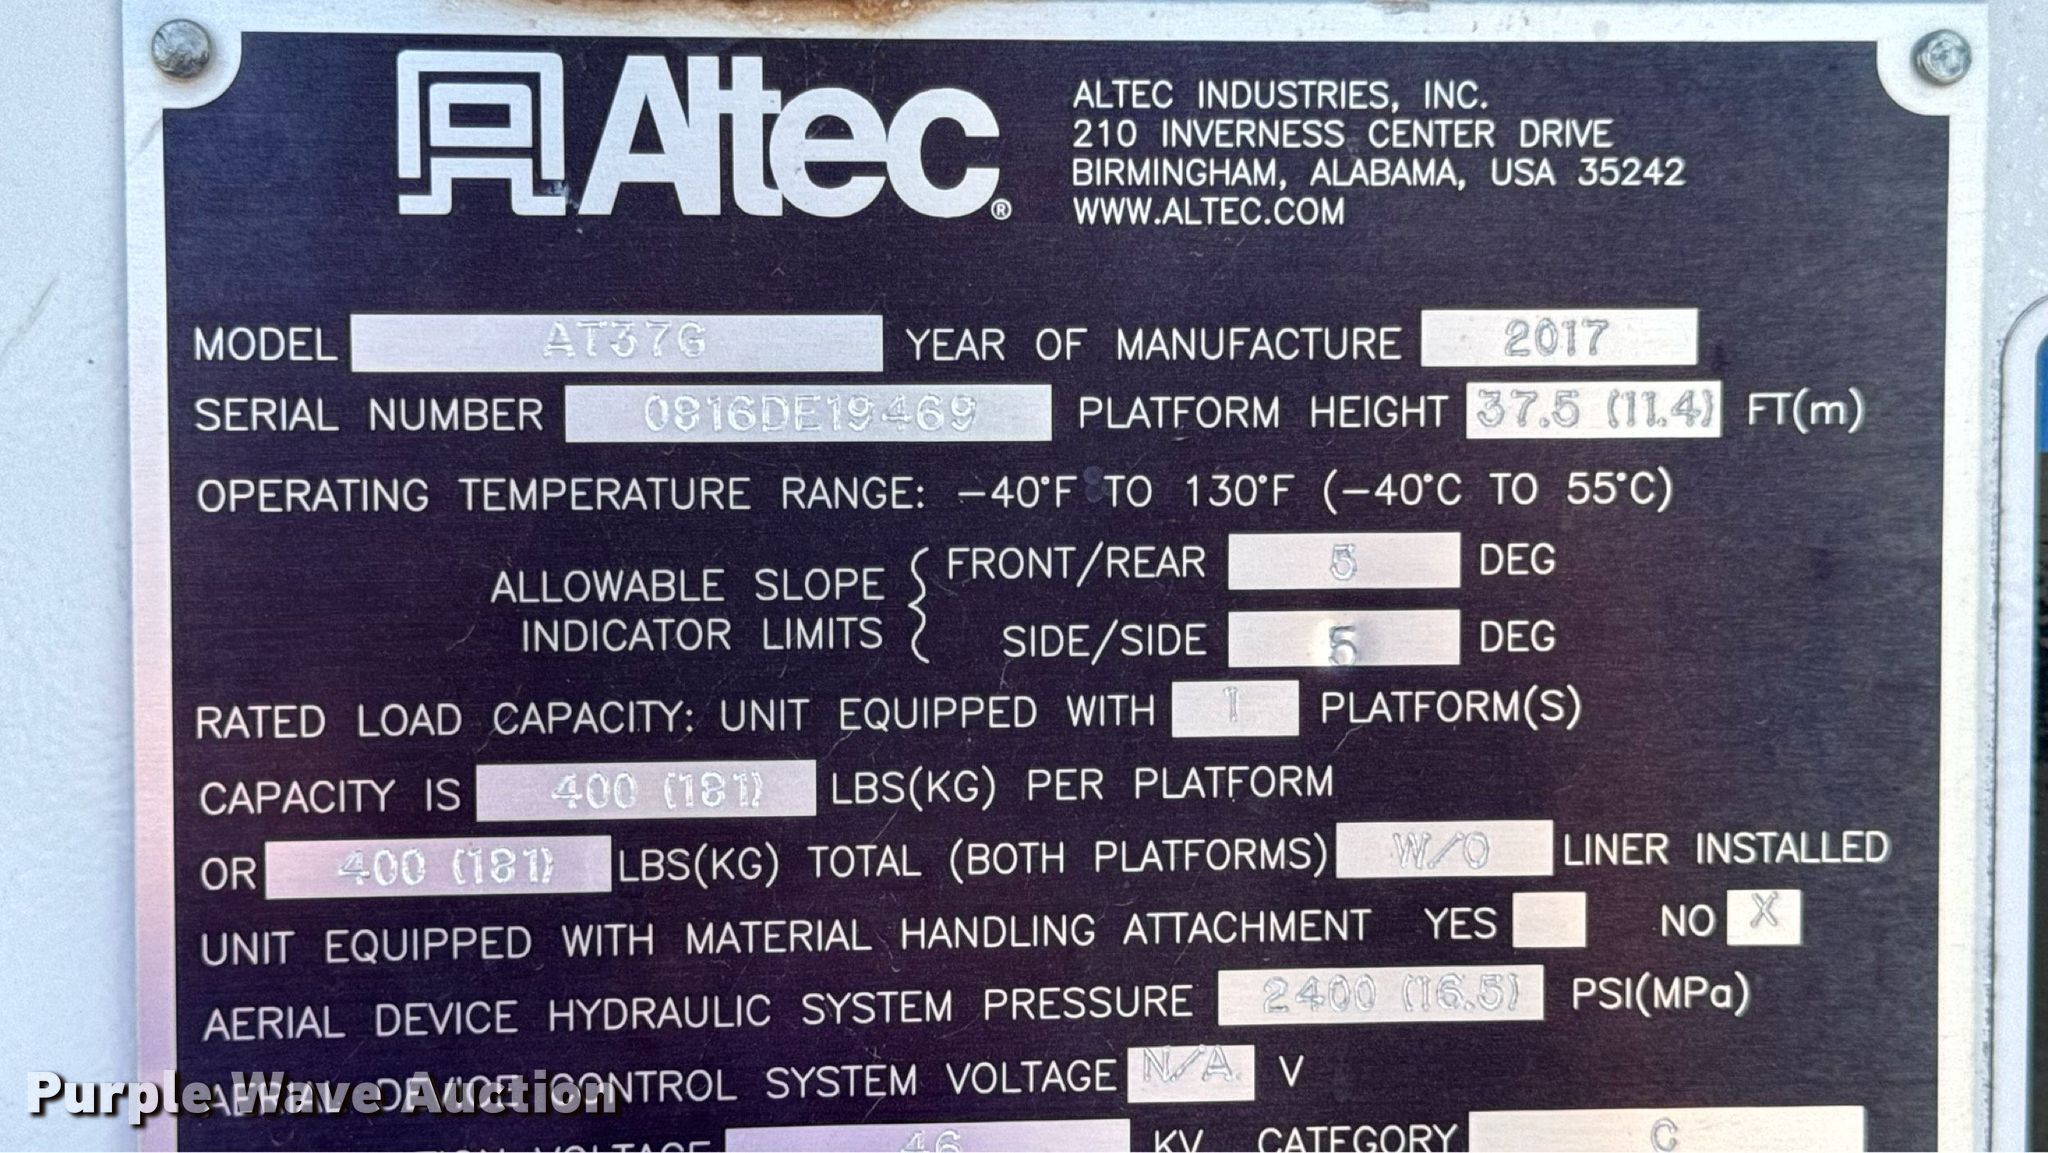 Altec®
ALTEC INDUSTRIES, INC.
210 INVERNESS CENTER DRIVE
BIRMINGHAM, ALABAMA, USA 35242
WWW.ALTEC.COM
MODEL AT37G YEAR OF MANUFACTURE 2017
SERIAL NUMBER 0816DE19469 PLATFORM HEIGHT 37.5 (11.4) FT(m)
OPERATING TEMPERATURE RANGE: -40°F TO 130°F (-40°C TO 55°C)
ALLOWABLE SLOPE INDICATOR LIMITS
FRONT/REAR 5 DEG
SIDE/SIDE 5 DEG
RATED LOAD CAPACITY: UNIT EQUIPPED WITH 1 PLATFORM(S)
CAPACITY IS 400 (181) LBS(KG) PER PLATFORM
OR 400 (181) LBS(KG) TOTAL (BOTH PLATFORMS) W/O LINER INSTALLED
UNIT EQUIPPED WITH MATERIAL HANDLING ATTACHMENT YES NO X
AERIAL DEVICE HYDRAULIC SYSTEM PRESSURE 2400 (16.5) PSI(MPa)
AERIAL DEVICE CONTROL SYSTEM VOLTAGE N/A V
VOLTAGE 46 KV CATEGORY C
Purple Wave Auction